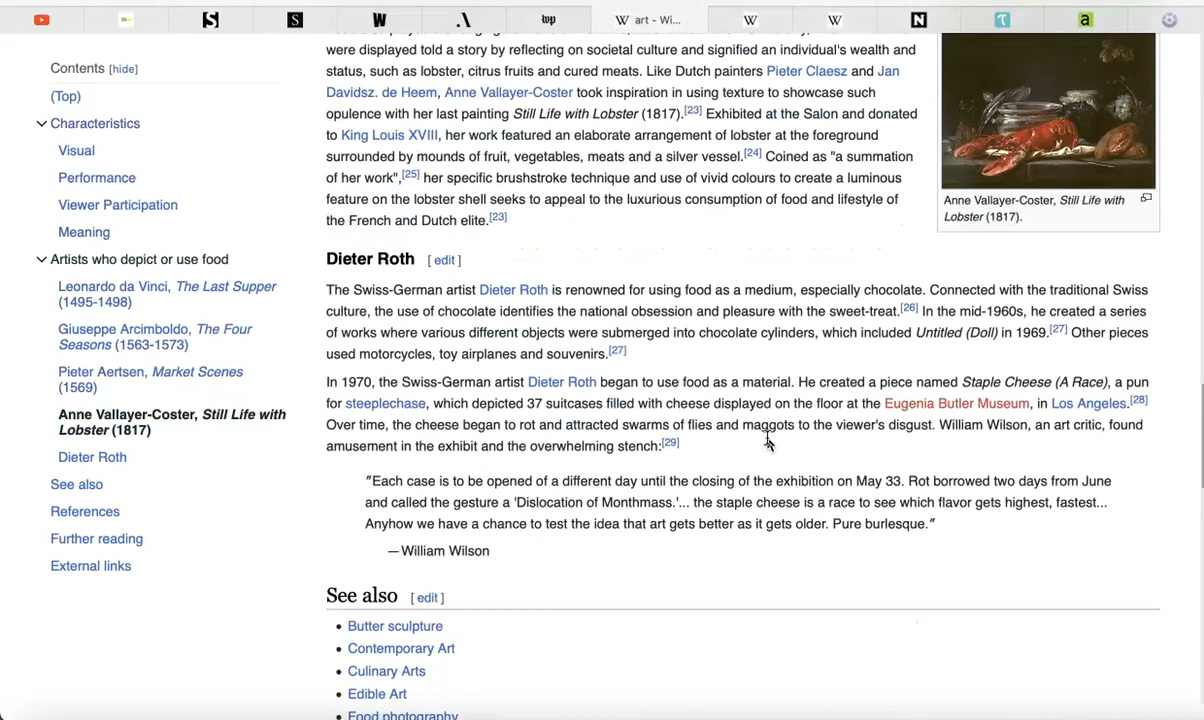 art - Wi...
were displayed told a story by reflecting on societal culture and signified an individual's wealth and
status, such as lobster, citrus fruits and cured meats. Like Dutch painters Pieter Claesz and Jan
Davidsz. de Heem, Anne Vallayer-Coster took inspiration in using texture to showcase such
opulence with her last painting Still Life with Lobster (1817).[23] Exhibited at the Salon and donated
to King Louis XVIII, her work featured an elaborate arrangement of lobster at the foreground
surrounded by mounds of fruit, vegetables, meats and a silver vessel.[24] Coined as "a summation
of her work",[25] her specific brushstroke technique and use of vivid colours to create a luminous
feature on the lobster shell seeks to appeal to the luxurious consumption of food and lifestyle of
the French and Dutch elite.[23]
Anne Vallayer-Coster, Still Life with
Lobster (1817).
Contents [hide]
(Top)
Characteristics
Visual
Performance
Viewer Participation
Meaning
Artists who depict or use food
Leonardo da Vinci, The Last Supper
(1495-1498)
Giuseppe Arcimboldo, The Four
Seasons (1563-1573)
Pieter Aertsen, Market Scenes
(1569)
Anne Vallayer-Coster, Still Life with
Lobster (1817)
Dieter Roth
See also
References
Further reading
External links
Dieter Roth [ edit ]
The Swiss-German artist Dieter Roth is renowned for using food as a medium, especially chocolate. Connected with the traditional Swiss
culture, the use of chocolate identifies the national obsession and pleasure with the sweet-treat.[26] In the mid-1960s, he created a series
of works where various different objects were submerged into chocolate cylinders, which included Untitled (Doll) in 1969.[27] Other pieces
used motorcycles, toy airplanes and souvenirs.[27]
In 1970, the Swiss-German artist Dieter Roth began to use food as a material. He created a piece named Staple Cheese (A Race), a pun
for steeplechase, which depicted 37 suitcases filled with cheese displayed on the floor at the Eugenia Butler Museum, in Los Angeles.[28]
Over time, the cheese began to rot and attracted swarms of flies and maggots to the viewer's disgust. William Wilson, an art critic, found
amusement in the exhibit and the overwhelming stench:[29]
"Each case is to be opened of a different day until the closing of the exhibition on May 33. Rot borrowed two days from June
and called the gesture a 'Dislocation of Monthmass.'... the staple cheese is a race to see which flavor gets highest, fastest...
Anyhow we have a chance to test the idea that art gets better as it gets older. Pure burlesque."
— William Wilson
See also [ edit ]
• Butter sculpture
• Contemporary Art
• Culinary Arts
• Edible Art
• Food photography